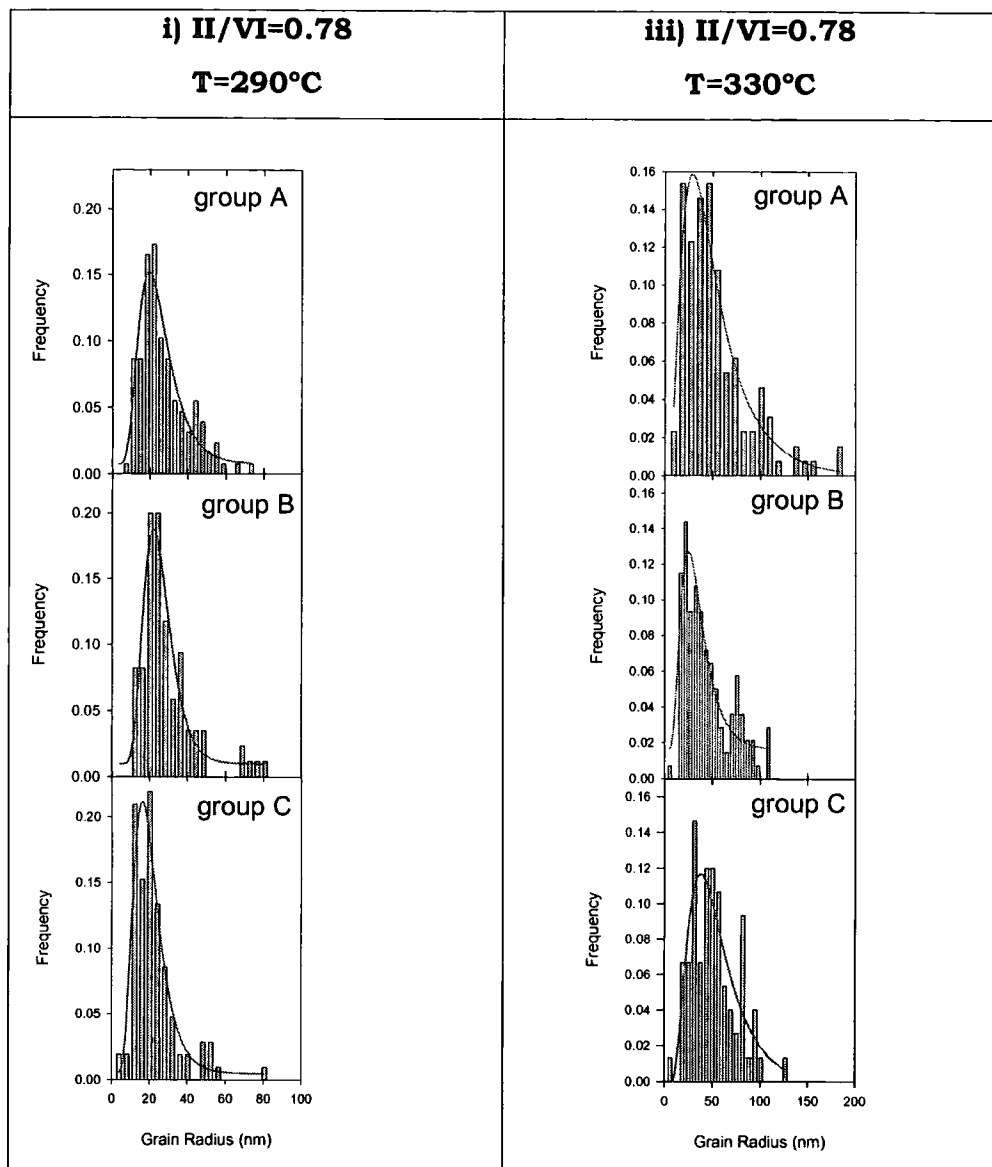 i) II/VI=0.78
T=290°C
iii) II/VI=0.78
T=330°C
group A
0.20
0.15
0.10
0.05
0.00
Frequency
group B
0.20
0.15
0.10
0.05
0.00
Frequency
group C
0.20
0.15
0.10
0.05
0.00
Frequency
0 20 40 60 80 100
Grain Radius (nm)
group A
0.16
0.14
0.12
0.10
0.08
0.06
0.04
0.02
0.00
Frequency
group B
0.16
0.14
0.12
0.10
0.08
0.06
0.04
0.02
0.00
Frequency
group C
0.16
0.14
0.12
0.10
0.08
0.06
0.04
0.02
0.00
Frequency
0 50 100 150 200
Grain Radius (nm)